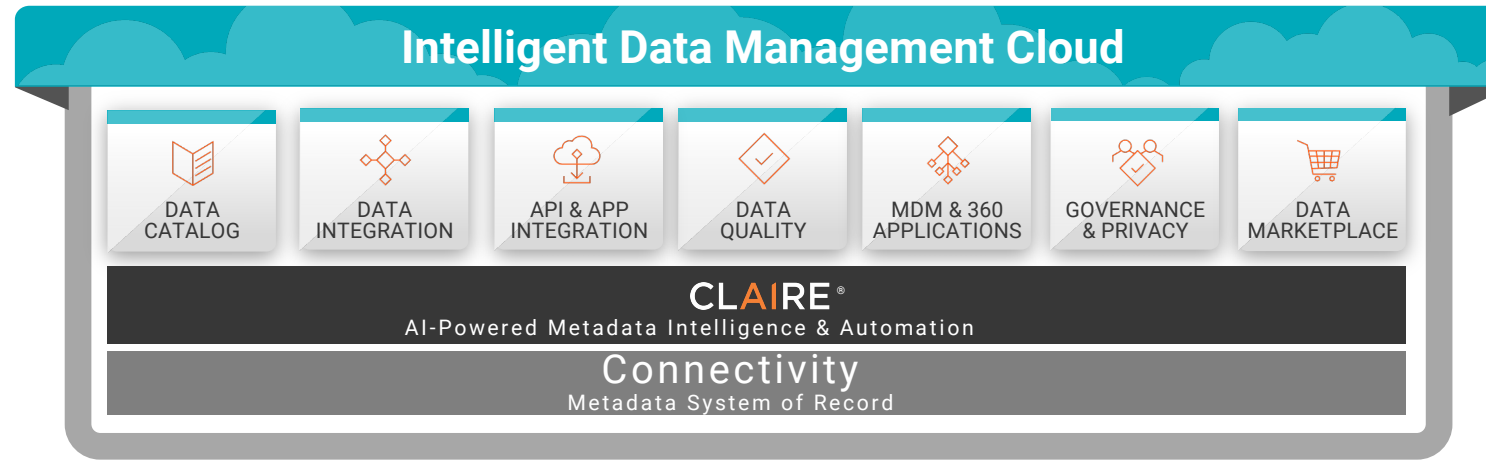 Intelligent Data Management Cloud
DATA
CATALOG
DATA
INTEGRATION
API & APP
INTEGRATION
DATA
QUALITY
MDM & 360
APPLICATIONS
GOVERNANCE
& PRIVACY
DATA
MARKETPLACE
CLAIRE®
AI-Powered Metadata Intelligence & Automation
Connectivity
Metadata System of Record